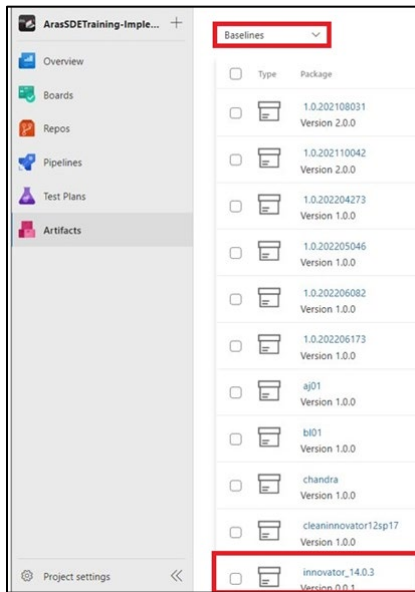 ArasSDETraining-Imple...
Overview
Boards
Repos
Pipelines
Test Plans
Artifacts
Project settings
Baselines
Type Package
1.0.202108031
Version 2.0.0
1.0.202110042
Version 2.0.0
1.0.202204273
Version 1.0.0
1.0.202205046
Version 1.0.0
1.0.202206082
Version 1.0.0
1.0.202206173
Version 1.0.0
aj01
Version 1.0.0
bl01
Version 1.0.0
chandra
Version 1.0.0
cleaninnovator12sp17
Version 1.0.0
innovator_14.0.3
Version 0.0.1